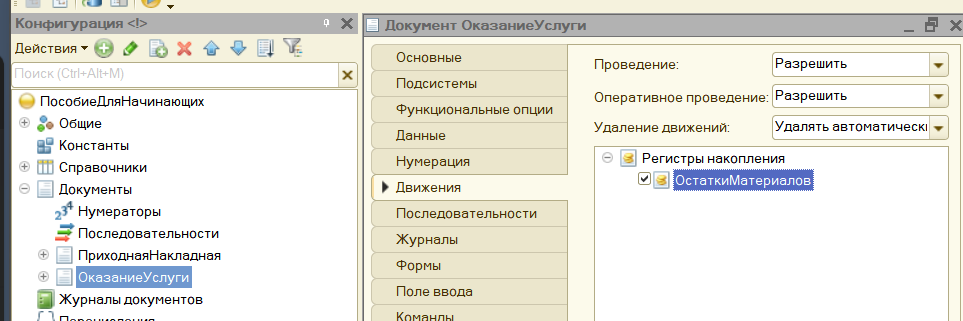 Конфигурация <!>
Действия
Поиск (Ctrl+Alt+M)
ПособиеДляНачинающих
Общие
Константы
Справочники
Документы
Нумераторы
Последовательности
ПриходнаяНакладная
ОказаниеУслуги
Журналы документов
Перечисления
Документ ОказаниеУслуги
Основные
Подсистемы
Функциональные опции
Данные
Нумерация
Движения
Последовательности
Журналы
Формы
Поле ввода
Команды
Проведение: Разрешить
Оперативное проведение: Разрешить
Удаление движений: Удалять автоматическ
Регистры накопления
ОстаткиМатериалов